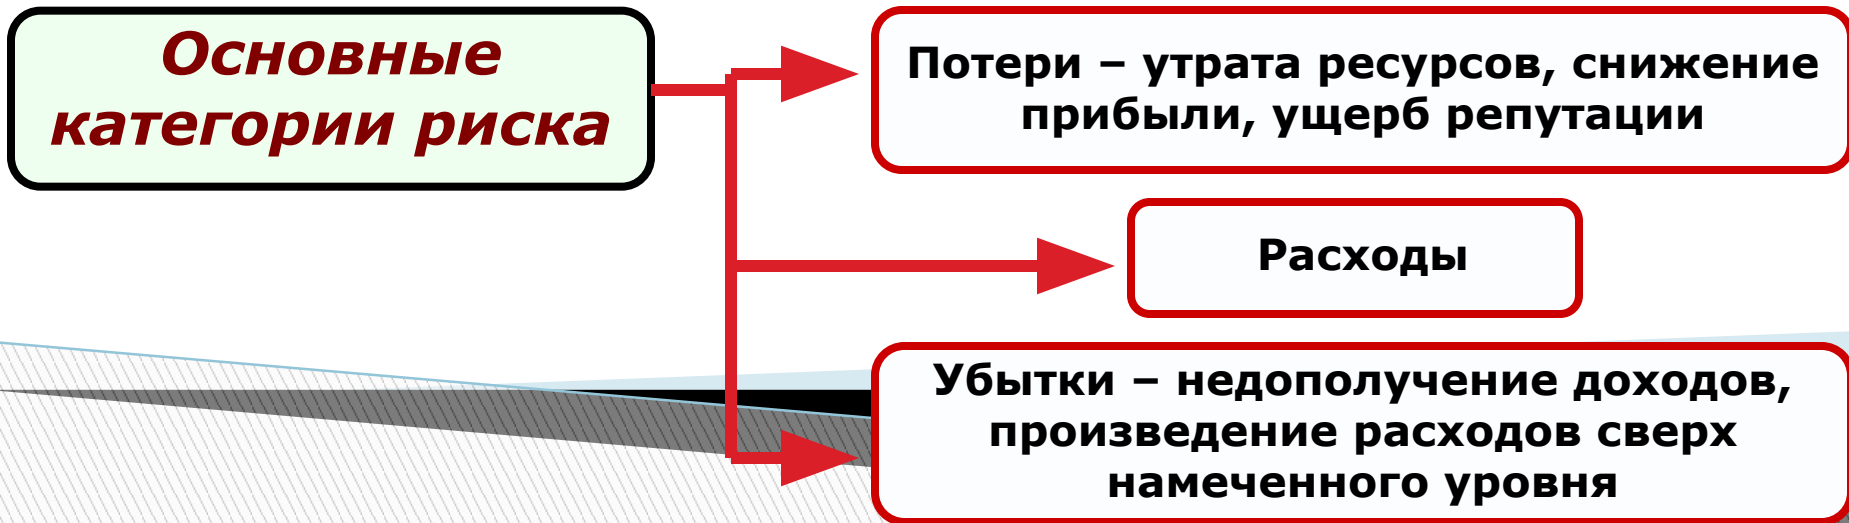 Основные
категории риска
Потери – утрата ресурсов, снижение
прибыли, ущерб репутации
Расходы
Убытки – недополучение доходов,
произведение расходов сверх
намеченного уровня